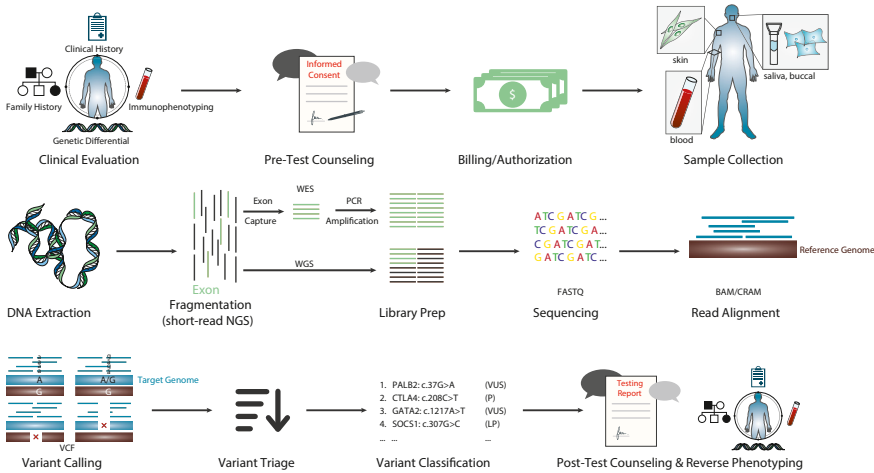 Clinical History
Family History
Immunophenotyping
Genetic Differential
Clinical Evaluation
Informed
Consent
Pre-Test Counseling
$
Billing/Authorization
skin
saliva, buccal
blood
Sample Collection
DNA Extraction
Exon
Fragmentation
(short-read NGS)
Exon
Capture
WES
PCR
Amplification
WGS
Library Prep
ATCGATCG...
TCGATCGA...
CGATCGAT...
GATCGATC...
FASTQ
Sequencing
Reference Genome
BAM/CRAM
Read Alignment
A
G
A/G
G
Target Genome
×
×
VCF
Variant Calling
Variant Triage
1. PALB2: c.37G>A (VUS)
2. CTLA4: c.208C>T (P)
3. GATA2: c.1217A>T (VUS)
4. SOCS1: c.307G>C (LP)
... ... ...
Variant Classification
Testing
Report
Post-Test Counseling & Reverse Phenotyping